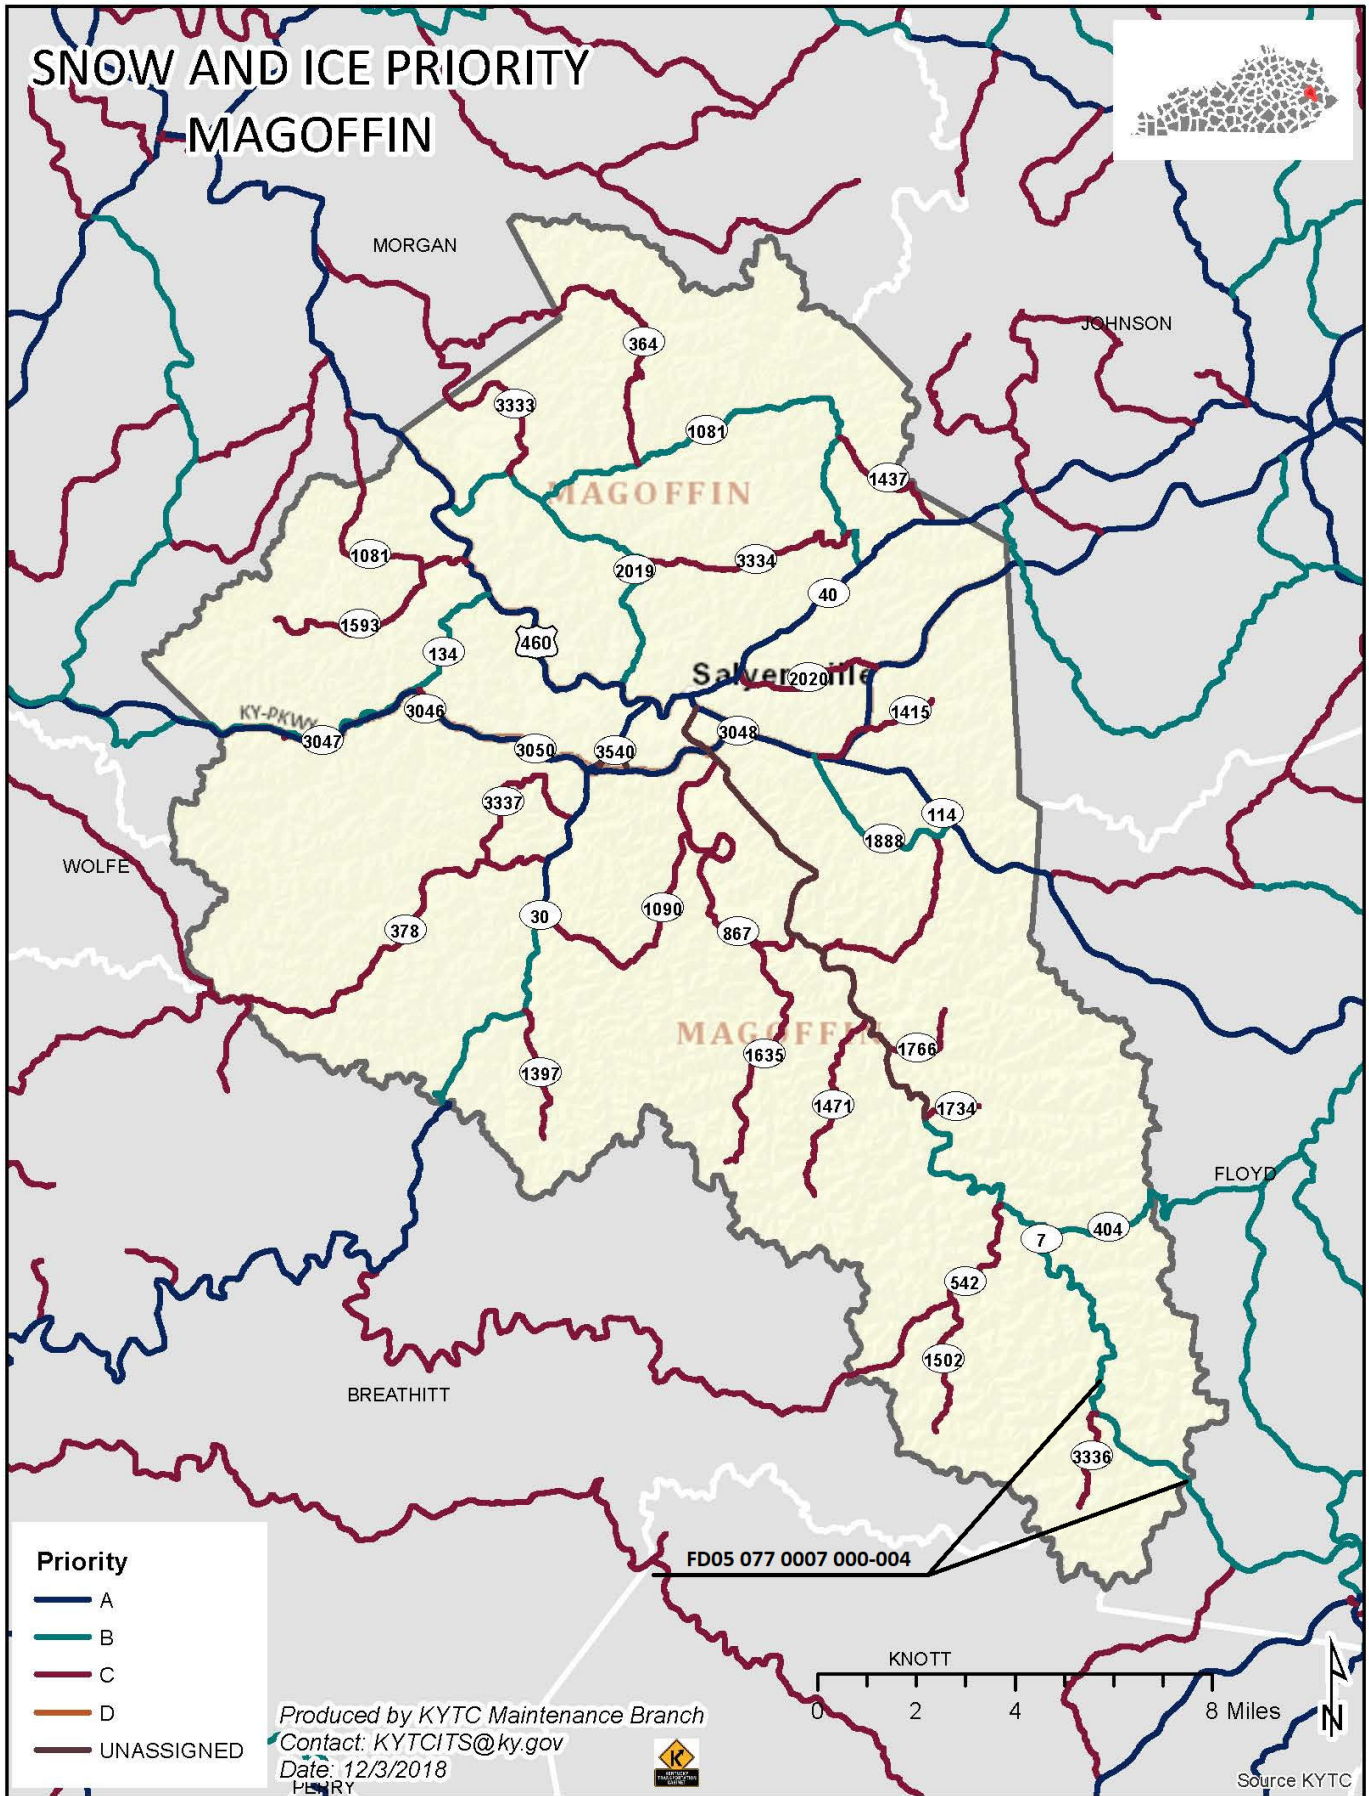 SNOW AND ICE PRIORITY
MAGOFFIN
MORGAN
JOHNSON
364
3333
1081
1437
MAGOFFIN
1081
2019
3334
40
1593
134
460
Salyersville
2020
3046
1415
KY-PKWY
3047
3050
3540
3048
3337
114
1888
WOLFE
378
30
1090
867
MAGOFFIN
1635
1766
1397
1471
1734
FLOYD
7
404
542
1502
BREATHITT
3336
FD05 077 0007 000-004
Priority
A
B
C
D
UNASSIGNED
KNOTT
0 2 4 8 Miles
N
Produced by KYTC Maintenance Branch
Contact: KYTCITS@ky.gov
Date: 12/3/2018
PERRY
KENTUCKY
TRANSPORTATION
CABINET
Source KYTC